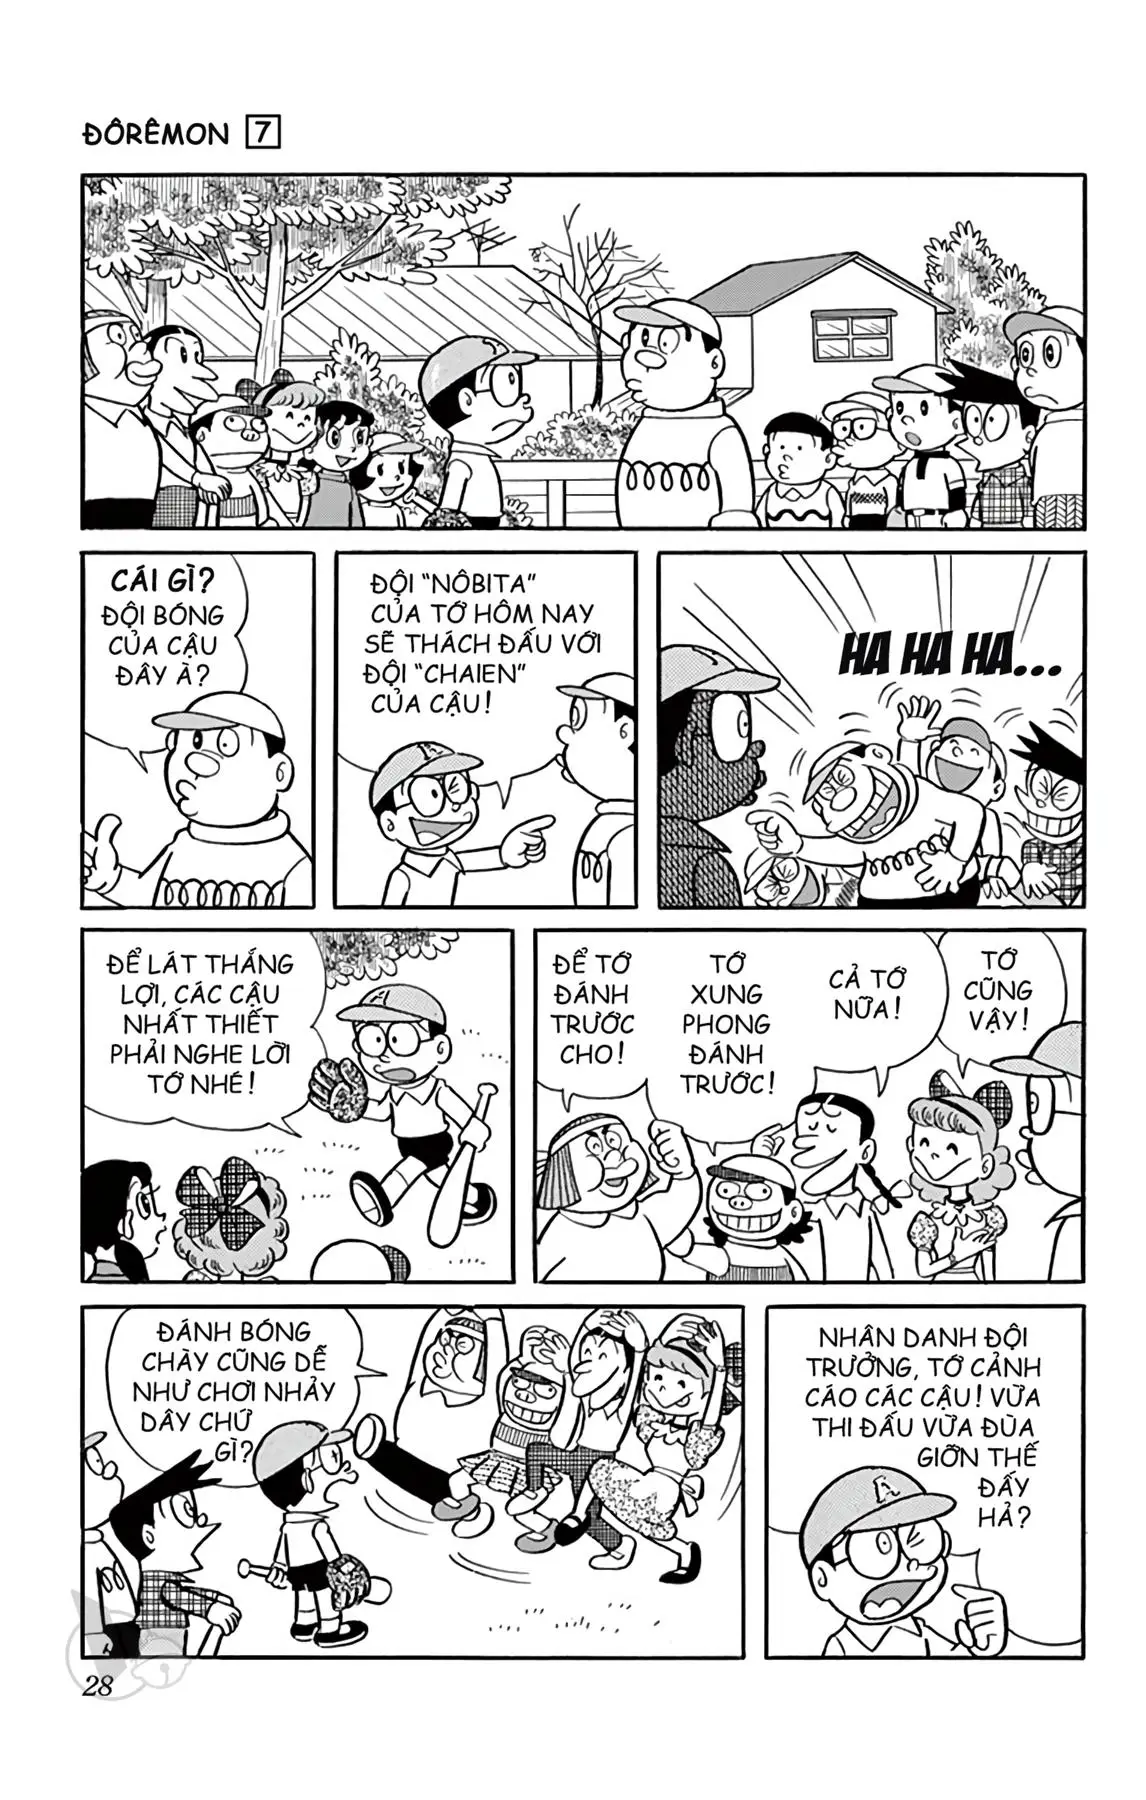 ĐÔRÊMON 7
CÁI GÌ?
ĐỘI BÓNG
CỦA CẬU
ĐÂY À?
ĐỘI “NÔBITA”
CỦA TỚ HÔM NAY
SẼ THÁCH ĐẤU VỚI
ĐỘI “CHAIEN”
CỦA CẬU!
HA HA HA...
ĐỂ LÁT THẮNG
LỢI, CÁC CẬU
NHẤT THIẾT
PHẢI NGHE LỜI
TỚ NHÉ!
ĐỂ TỚ
ĐÁNH
TRƯỚC
CHO!
TỚ
XUNG
PHONG
ĐÁNH
TRƯỚC!
CẢ TỚ
NỮA!
TỚ
CŨNG
VẬY!
ĐÁNH BÓNG
CHÀY CŨNG DỄ
NHƯ CHƠI NHẢY
DÂY CHỨ
GÌ?
NHÂN DANH ĐỘI
TRƯỞNG, TỚ CẢNH
CÁO CÁC CẬU! VỪA
THI ĐẤU VỪA ĐÙA
GIỠN THẾ
ĐẤY
HẢ?
A
28